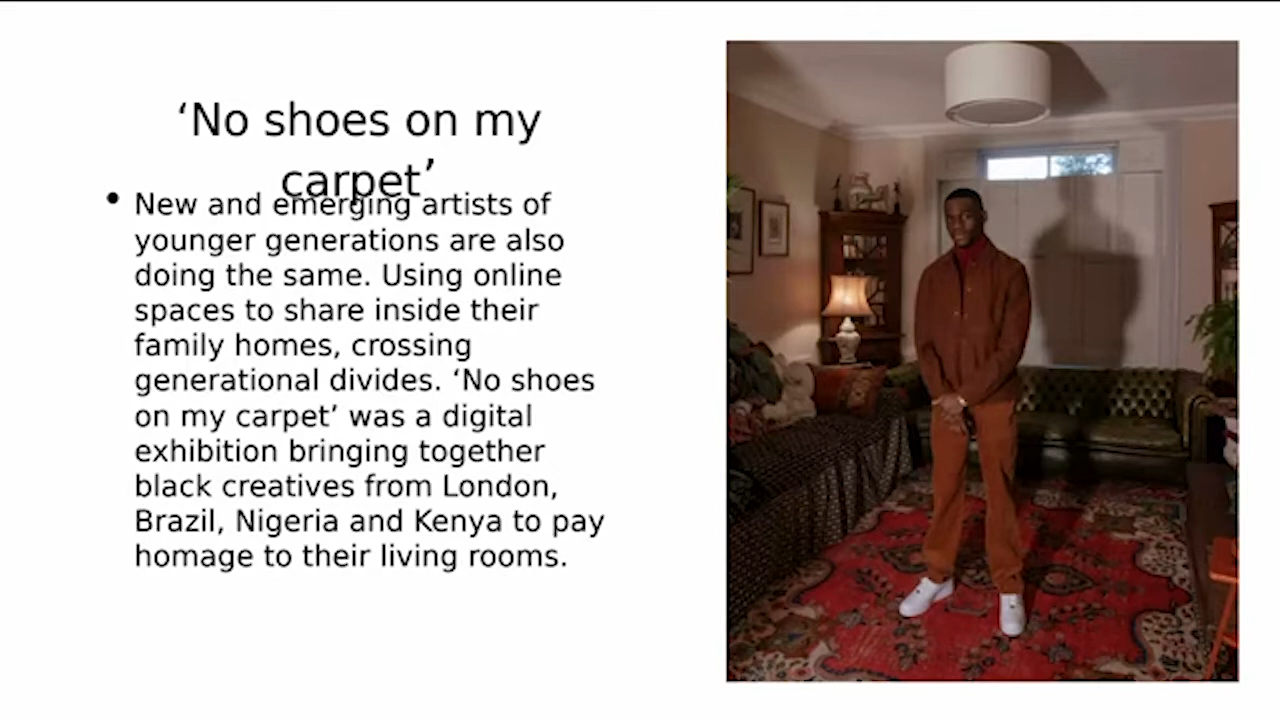 ‘No shoes on my
carpet’
• New and emerging artists of
younger generations are also
doing the same. Using online
spaces to share inside their
family homes, crossing
generational divides. ‘No shoes
on my carpet’ was a digital
exhibition bringing together
black creatives from London,
Brazil, Nigeria and Kenya to pay
homage to their living rooms.